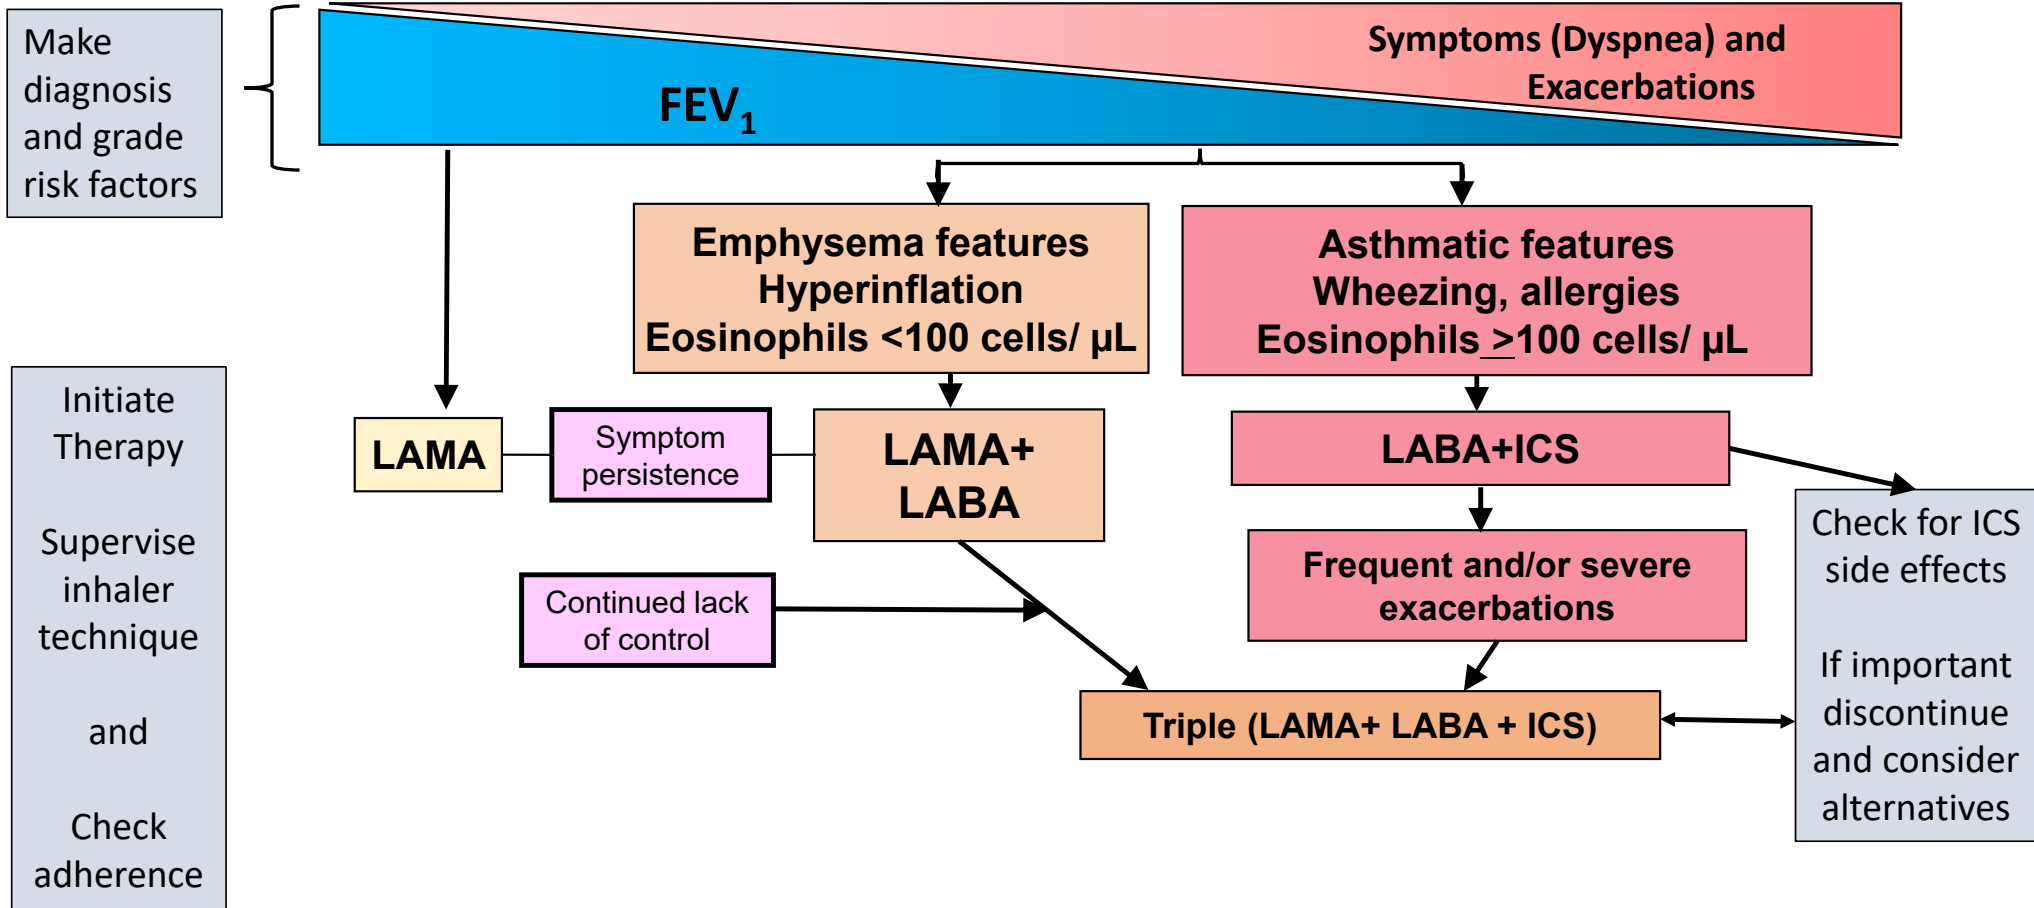 Make
diagnosis
and grade
risk factors
Symptoms (Dyspnea) and
Exacerbations
FEV1
Emphysema features
Hyperinflation
Eosinophils <100 cells/ µL
Asthmatic features
Wheezing, allergies
Eosinophils >100 cells/ µL
Initiate
Therapy
Supervise
inhaler
technique
and
Check
adherence
LAMA
Symptom
persistence
LAMA+
LABA
LABA+ICS
Continued lack
of control
Frequent and/or severe
exacerbations
Triple (LAMA+ LABA + ICS)
Check for ICS
side effects
If important
discontinue
and consider
alternatives